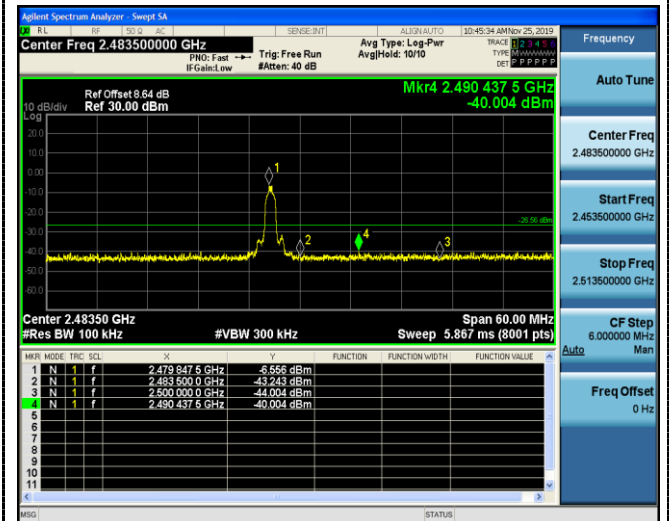 Agilent Spectrum Analyzer - Swept SA
RL RF 50 Ω AC SENSE:INT ALIGN AUTO 10:45:34 AM Nov 25, 2019
Center Freq 2.483500000 GHz
PNO: Fast
IFGain:Low
Trig: Free Run
#Atten: 40 dB
Avg Type: Log-Pwr
Avg|Hold: 10/10
TRACE 1 2 3 4 5 6
TYPE MWWWWW
DET P P P P P P
Frequency
Auto Tune
Center Freq
2.483500000 GHz
Start Freq
2.453500000 GHz
Stop Freq
2.513500000 GHz
CF Step
6.000000 MHz
Auto Man
Freq Offset
0 Hz
Mkr4 2.490 437 5 GHz
-40.004 dBm
Ref Offset 8.64 dB
10 dB/div Ref 30.00 dBm
Log
20.0
10.0
0.00
-10.0
-20.0
-30.0
-40.0
-50.0
-60.0
1
2
3
4
-26.56 dBm
Center 2.48350 GHz Span 60.00 MHz
#Res BW 100 kHz #VBW 300 kHz Sweep 5.867 ms (8001 pts)
MKR MODE TRC SCL X Y FUNCTION FUNCTION WIDTH FUNCTION VALUE
1 N 1 f 2.479 847 5 GHz -6.556 dBm
2 N 1 f 2.483 500 0 GHz -43.243 dBm
3 N 1 f 2.500 000 0 GHz -44.004 dBm
4 N 1 f 2.490 437 5 GHz -40.004 dBm
5
6
7
8
9
10
11
MSG STATUS